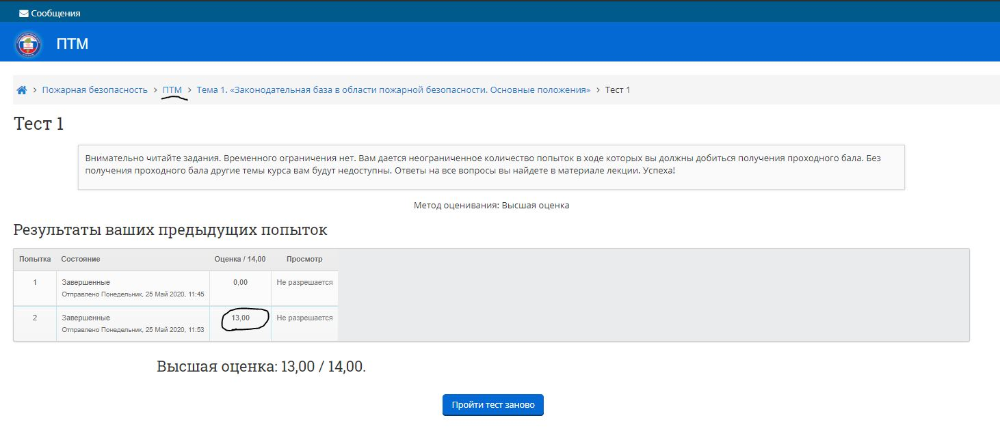 Сообщения
ПТМ
Пожарная безопасность > ПТМ > Тема 1. «Законодательная база в области пожарной безопасности. Основные положения» > Тест 1
Тест 1
Внимательно читайте задания. Временного ограничения нет. Вам дается неограниченное количество попыток в ходе которых вы должны добиться получения проходного бала. Без
получения проходного бала другие темы курса вам будут недоступны. Ответы на все вопросы вы найдете в материале лекции. Успеха!
Метод оценивания: Высшая оценка
Результаты ваших предыдущих попыток
Попытка Состояние Оценка / 14,00 Просмотр
1 Завершенные 0,00 Не разрешается
Отправлено Понедельник, 25 Май 2020, 11:45
2 Завершенные 13,00 Не разрешается
Отправлено Понедельник, 25 Май 2020, 11:53
Высшая оценка: 13,00 / 14,00.
Пройти тест заново